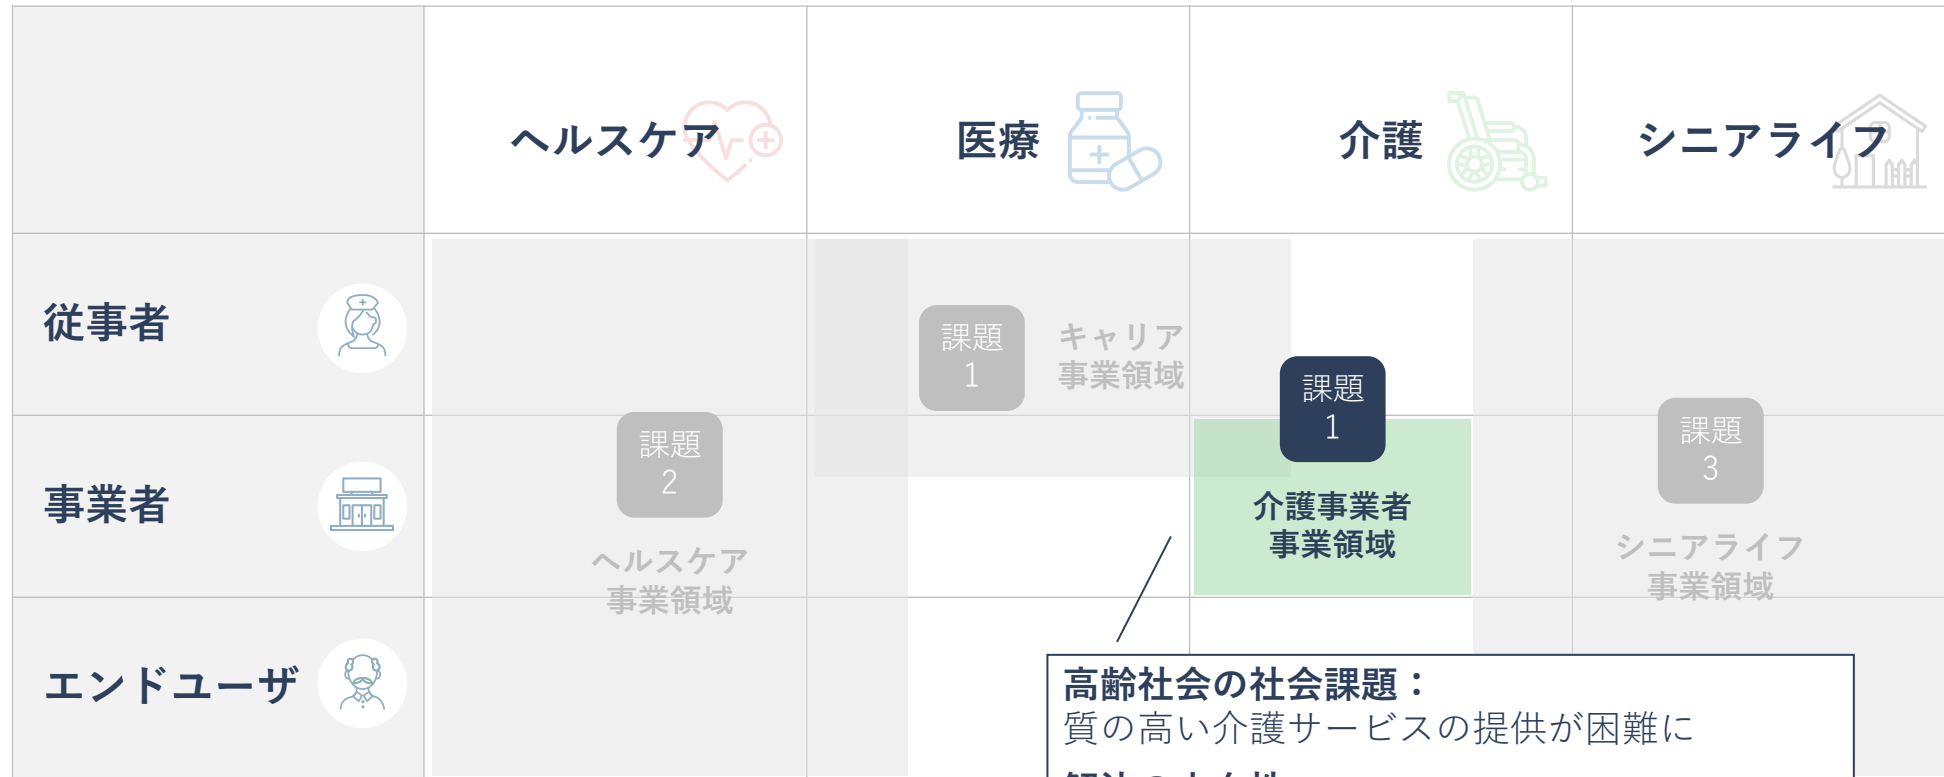 ヘルスケア
医療
介護
シニアライフ
従事者
課題
1
キャリア
事業領域
課題
1
事業者
課題
2
ヘルスケア
事業領域
介護事業者
事業領域
課題
3
シニアライフ
事業領域
エンドユーザ
高齢社会の社会課題：
質の高い介護サービスの提供が困難に